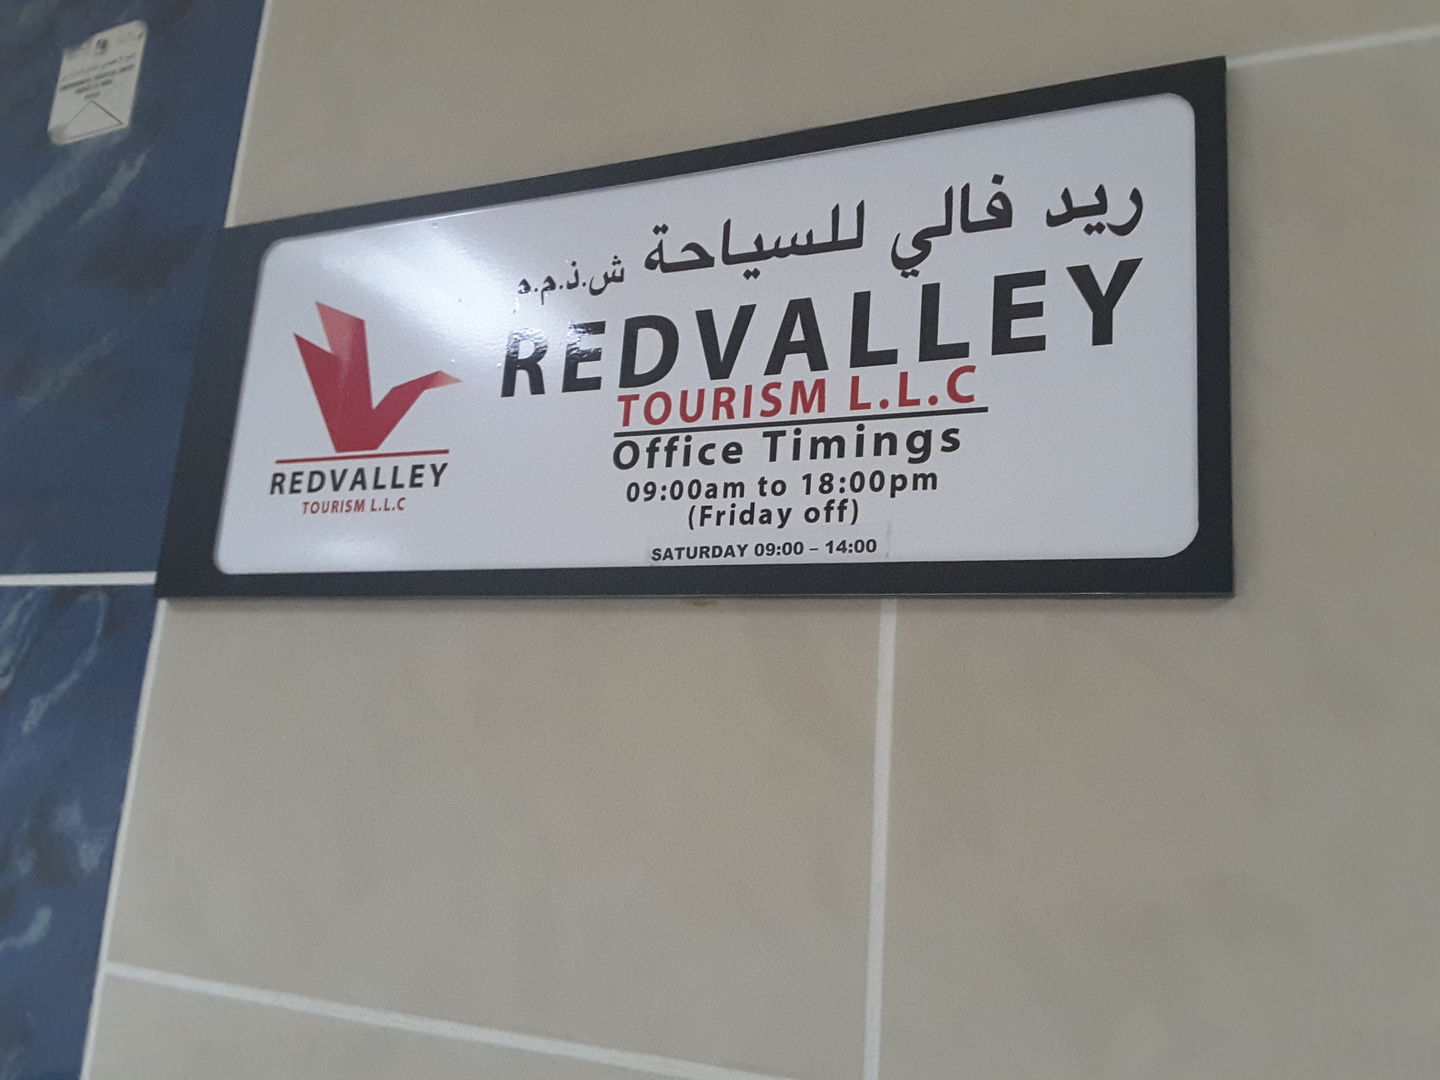 ريد فالي للسياحة ش.ذ.م.م
REDVALLEY
TOURISM L.L.C
Office Timings
09:00am to 18:00pm
(Friday off)
SATURDAY 09:00 – 14:00
REDVALLEY
TOURISM L.L.C